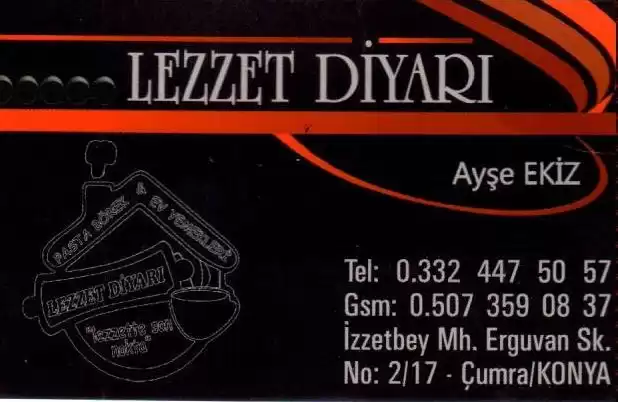 LEZZET DİYARI
Ayşe EKİZ
PASTA BÖREK & EV YEMEKLERİ
LEZZET DİYARI
"lezzette son
nokta"
Tel: 0.332 447 50 57
Gsm: 0.507 359 08 37
İzzetbey Mh. Erguvan Sk.
No: 2/17 - Çumra/KONYA